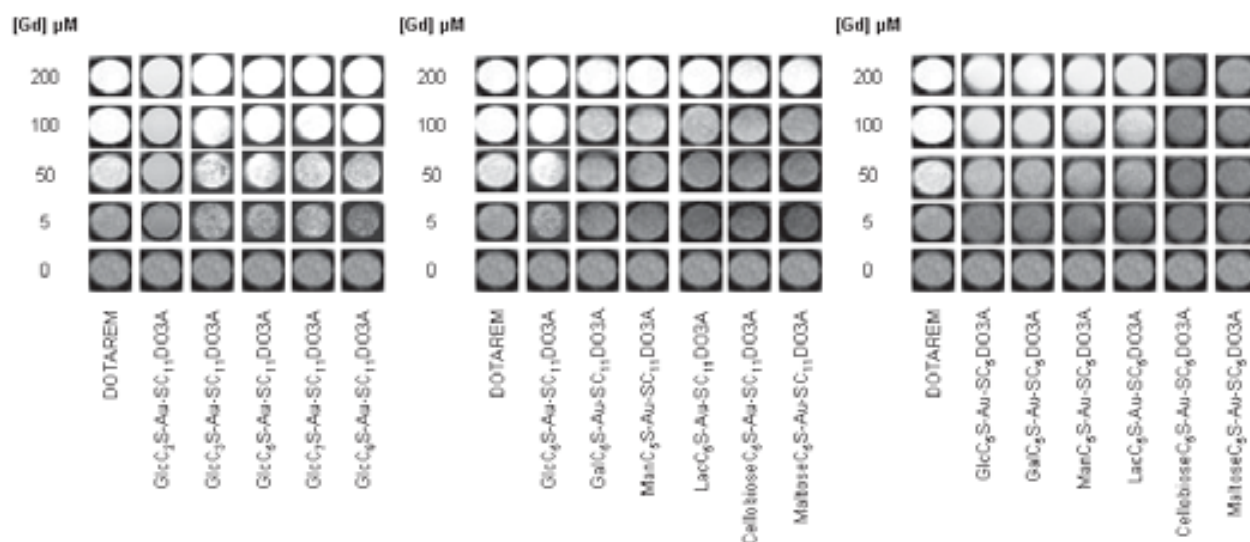 [Gd] µM
200
100
50
5
0
DOTAREM
GlcC₂S-Au-SC₁₁DO3A
GlcC₃S-Au-SC₁₁DO3A
GlcC₅S-Au-SC₁₁DO3A
GlcC₇S-Au-SC₁₁DO3A
GlcC₉S-Au-SC₁₁DO3A
[Gd] µM
200
100
50
5
0
DOTAREM
GlcC₅S-Au-SC₁₁DO3A
GalC₅S-Au-SC₁₁DO3A
ManC₅S-Au-SC₁₁DO3A
LacC₅S-Au-SC₁₁DO3A
CellobioseC₅S-Au-SC₁₁DO3A
MaltoseC₅S-Au-SC₁₁DO3A
[Gd] µM
200
100
50
5
0
DOTAREM
GlcC₅S-Au-SC₅DO3A
GalC₅S-Au-SC₅DO3A
ManC₅S-Au-SC₅DO3A
LacC₅S-Au-SC₅DO3A
CellobioseC₅S-Au-SC₅DO3A
MaltoseC₅S-Au-SC₅DO3A